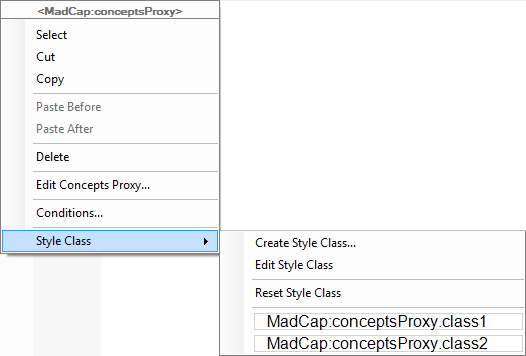 <MadCap:conceptsProxy>
Select
Cut
Copy
Paste Before
Paste After
Delete
Edit Concepts Proxy...
Conditions...
Style Class
Create Style Class...
Edit Style Class
Reset Style Class
MadCap:conceptsProxy.class1
MadCap:conceptsProxy.class2